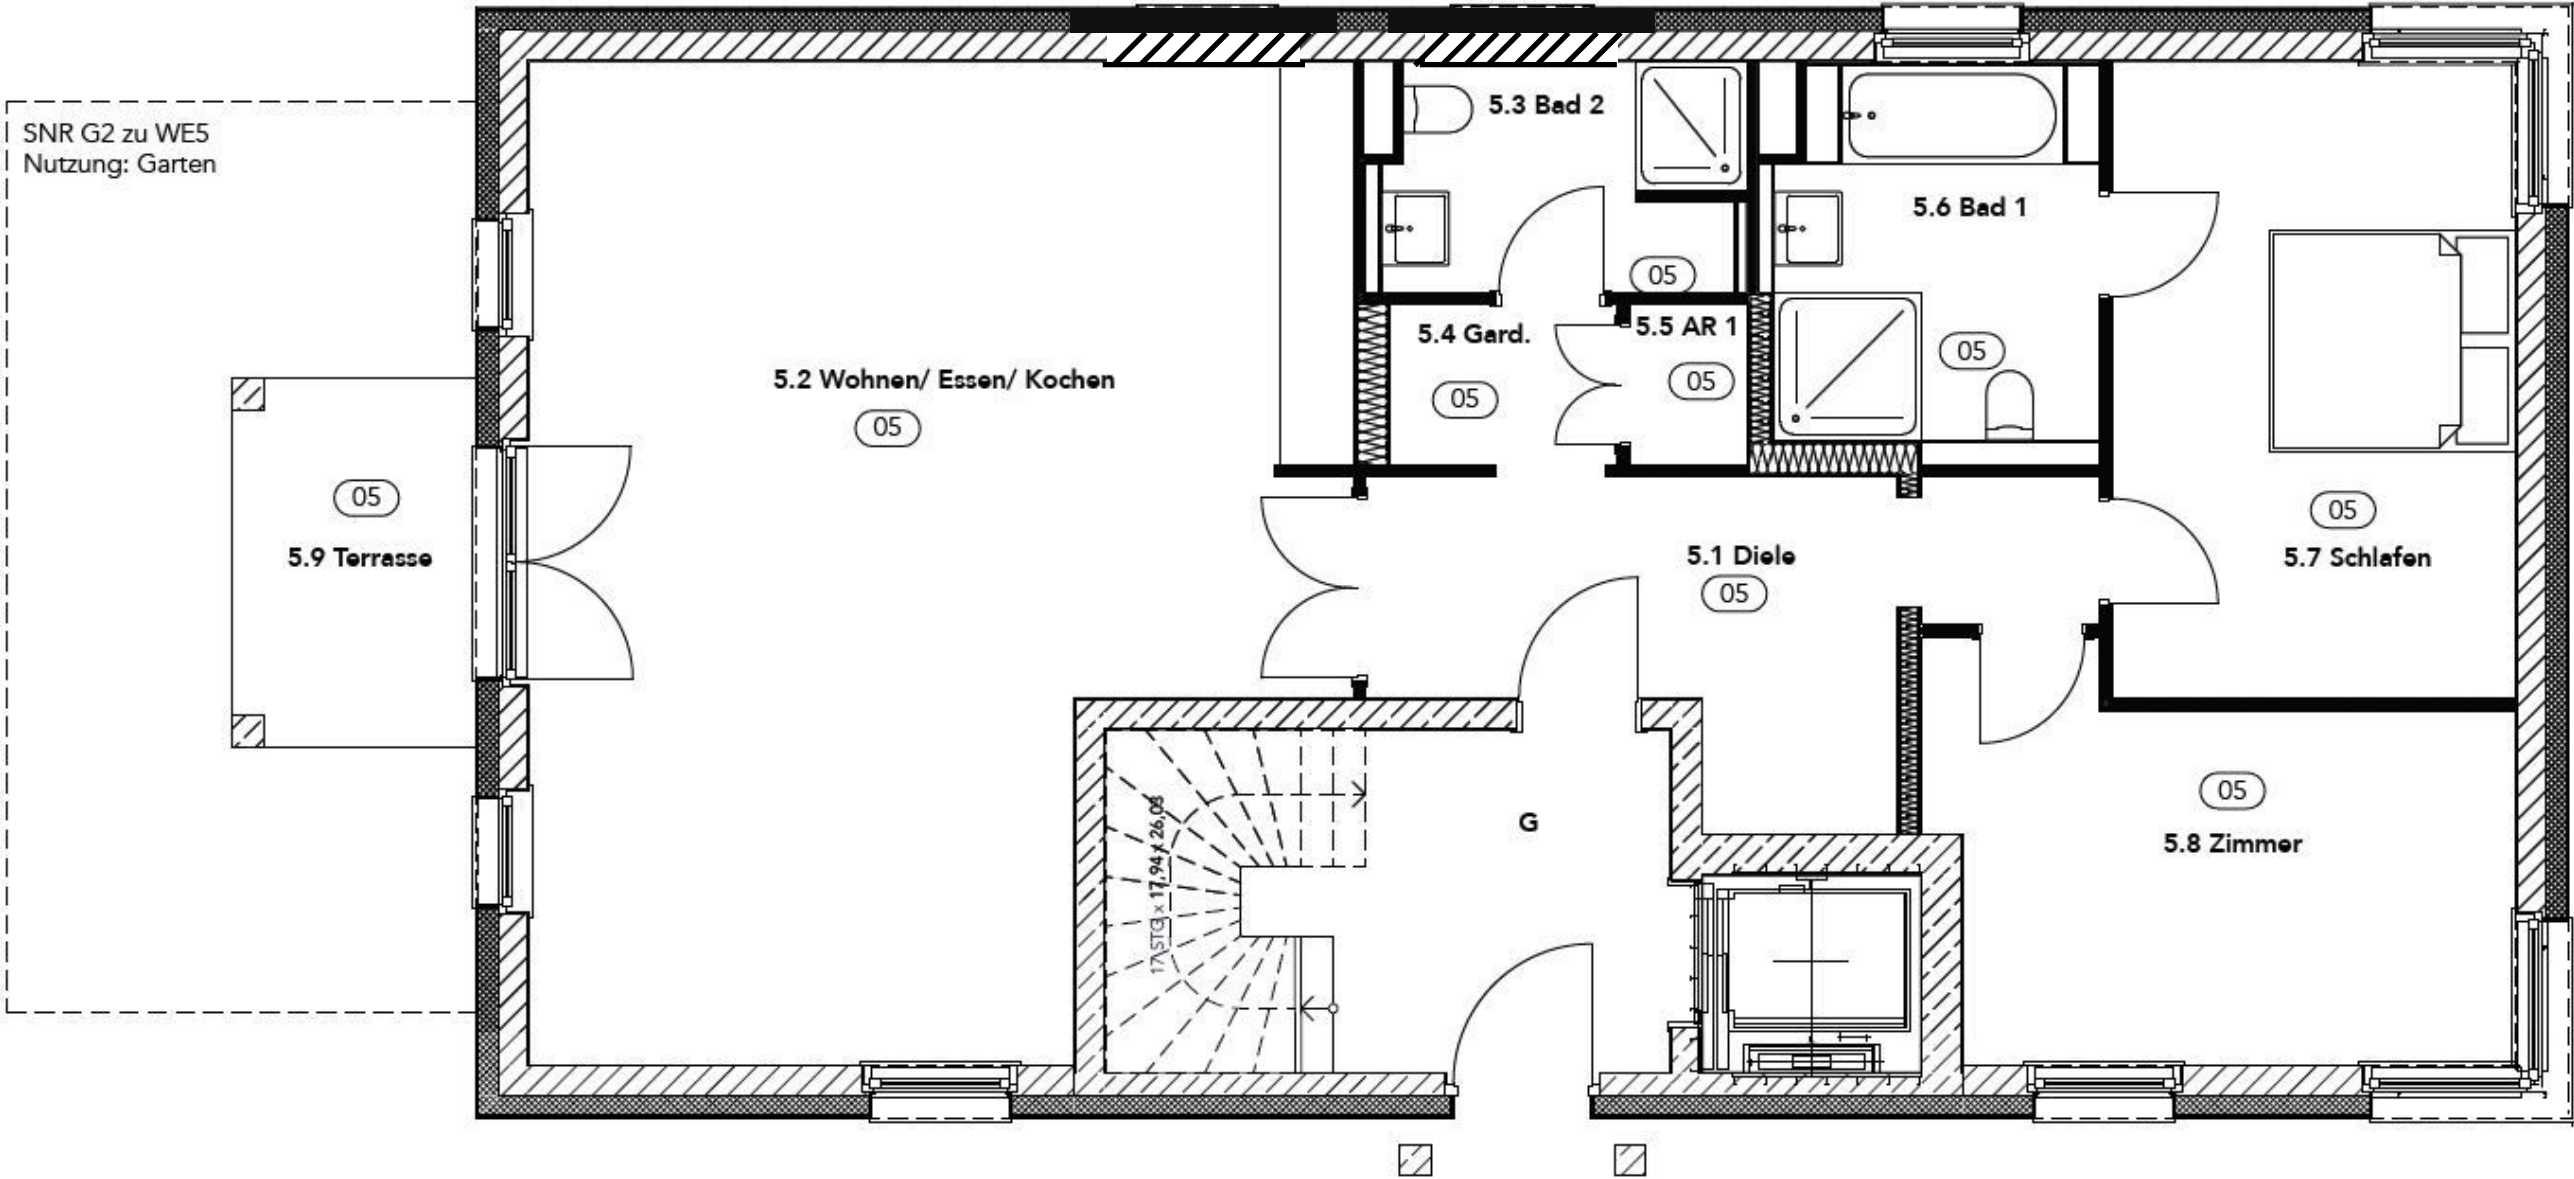 SNR G2 zu WE5
Nutzung: Garten
5.3 Bad 2
05
5.6 Bad 1
05
5.4 Gard.
05
5.5 AR 1
05
5.2 Wohnen/ Essen/ Kochen
05
05
5.9 Terrasse
5.1 Diele
05
05
5.7 Schlafen
05
5.8 Zimmer
G
17 STG x 17,94 x 26,03